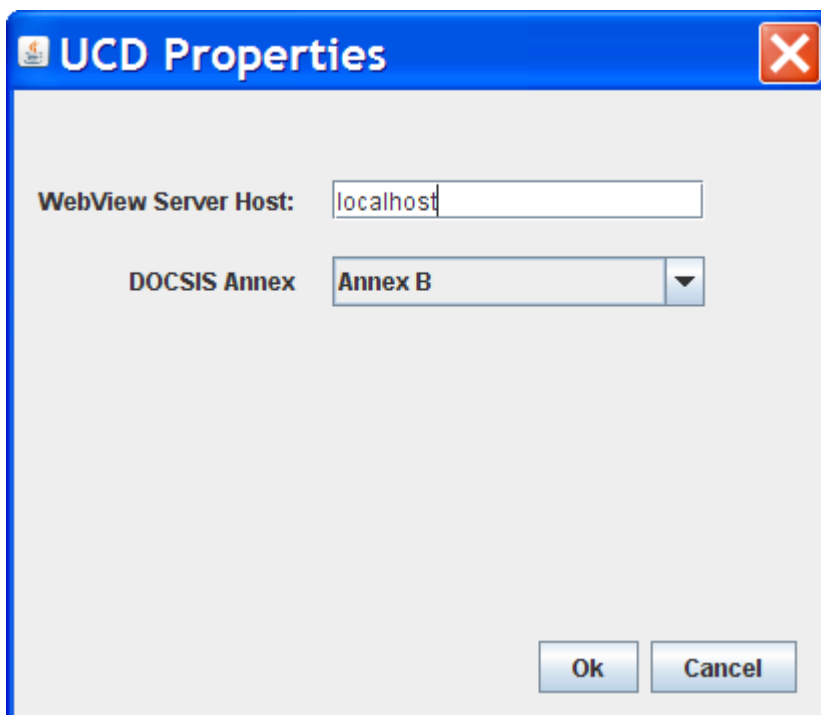 UCD Properties
WebView Server Host: localhost
DOCSIS Annex Annex B
Ok Cancel